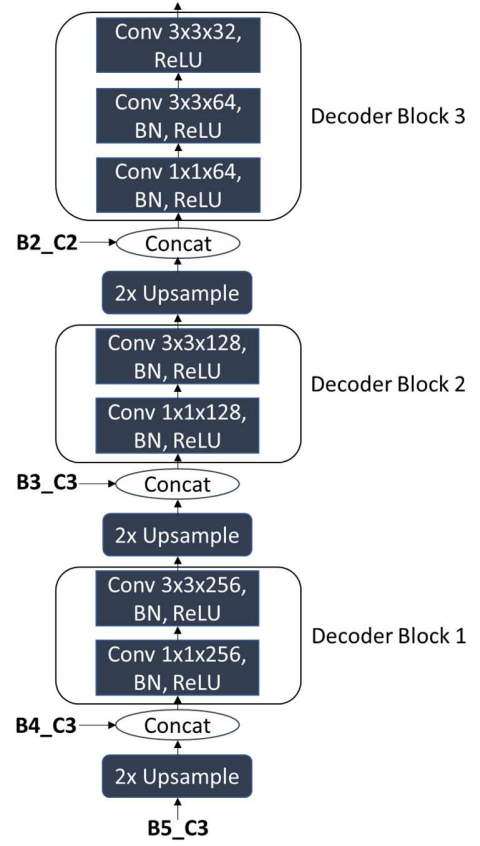 Conv 3x3x32,
ReLU
Conv 3x3x64,
BN, ReLU
Decoder Block 3
Conv 1x1x64,
BN, ReLU
B2_C2
Concat
2x Upsample
Conv 3x3x128,
BN, ReLU
Decoder Block 2
Conv 1x1x128,
BN, ReLU
B3_C3
Concat
2x Upsample
Conv 3x3x256,
BN, ReLU
Decoder Block 1
Conv 1x1x256,
BN, ReLU
B4_C3
Concat
2x Upsample
B5_C3